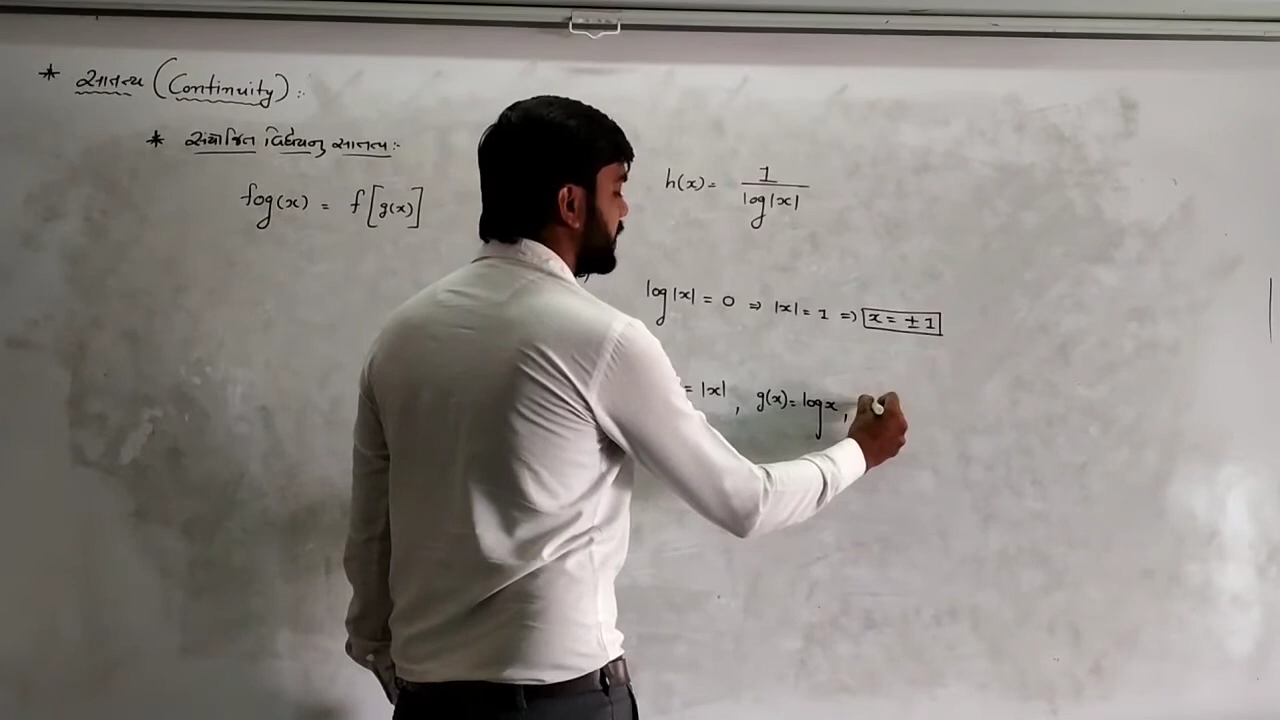 * સાતત્ય (Continuity) :-
* સંયોજિત વિધેયનું સાતત્ય :-
fog(x) = f[g(x)]
h(x) = 1 / log|x|
log|x| = 0 ⇒ |x| = 1 ⇒ x = ± 1
= |x| , g(x) = log x ,